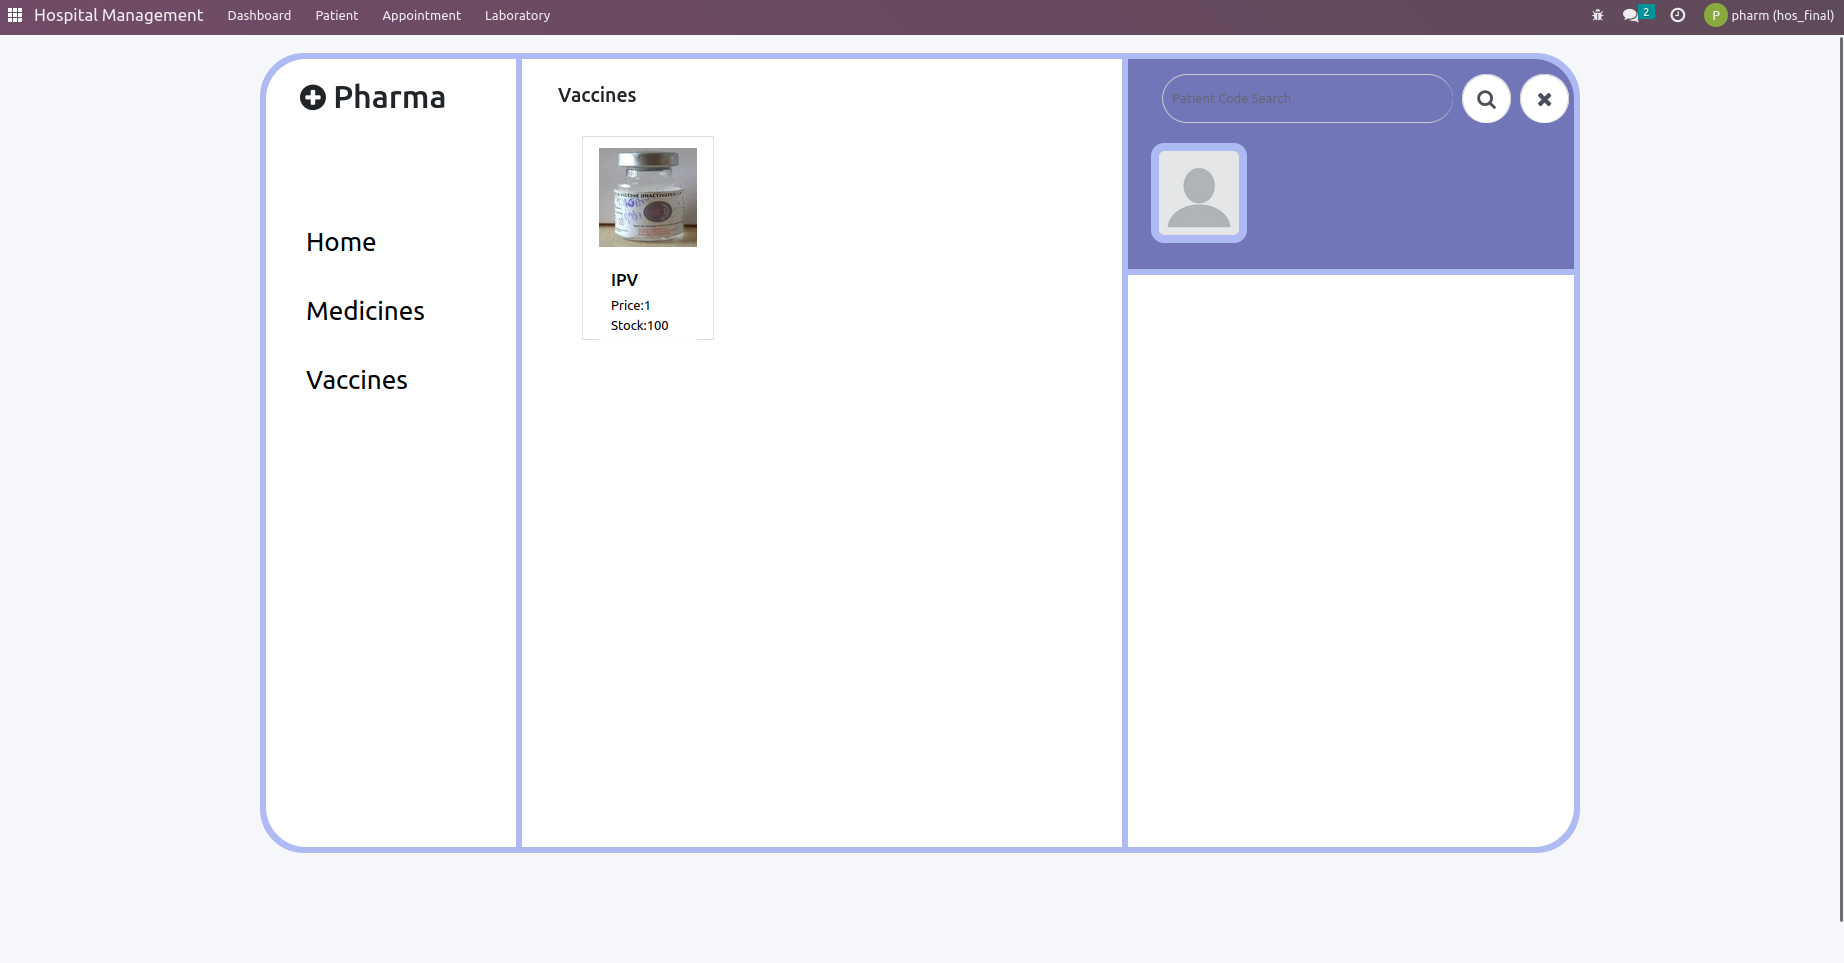 Hospital Management Dashboard Patient Appointment Laboratory 2 P pharm (hos_final)
Pharma
Home
Medicines
Vaccines
Vaccines
IPV
Price:1
Stock:100
Patient Code Search